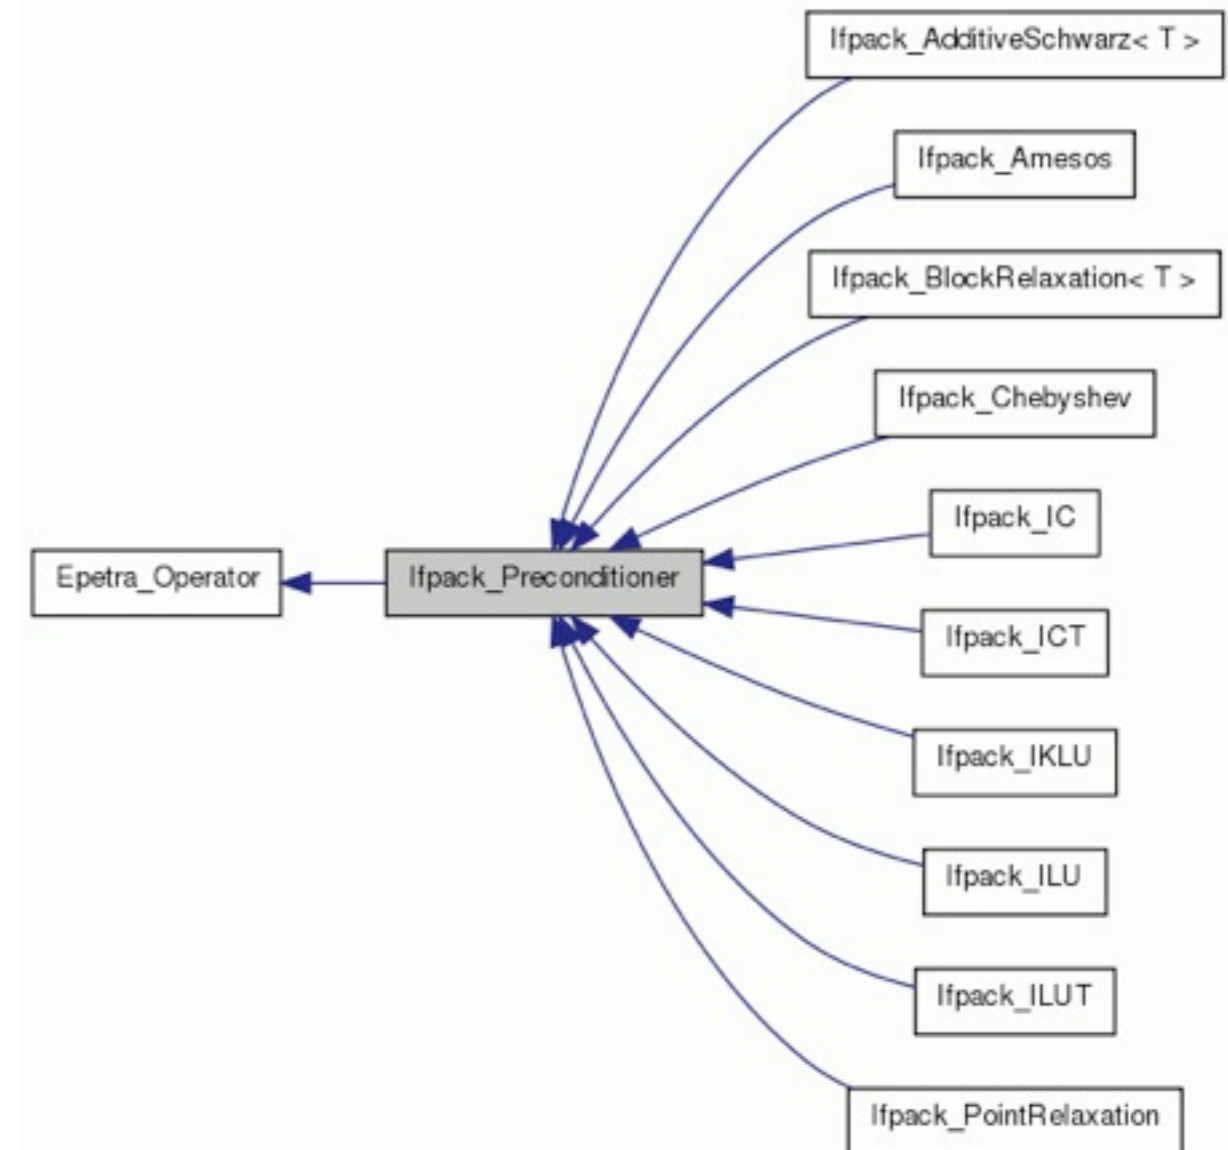 Ifpack_AdditiveSchwarz< T >
Ifpack_Amesos
Ifpack_BlockRelaxation< T >
Ifpack_Chebyshev
Ifpack_IC
Epetra_Operator
Ifpack_Preconditioner
Ifpack_ICT
Ifpack_IKLU
Ifpack_ILU
Ifpack_ILUT
Ifpack_PointRelaxation